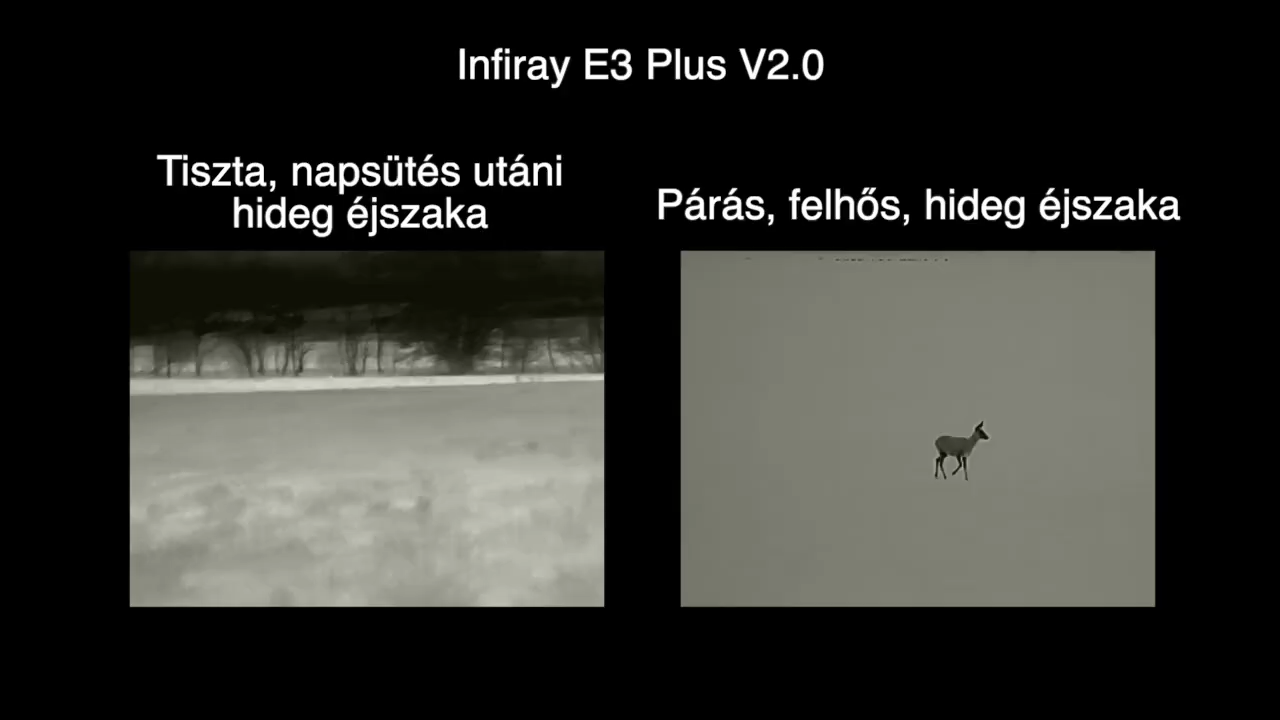 Infiray E3 Plus V2.0
Tiszta, napsütés utáni
hideg éjszaka
Párás, felhős, hideg éjszaka